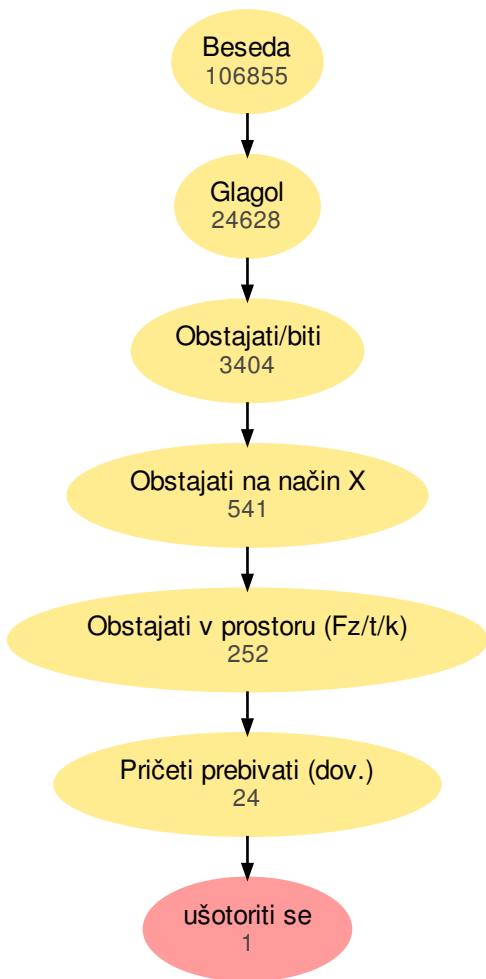 Beseda
106855
Glagol
24628
Obstajati/biti
3404
Obstajati na način X
541
Obstajati v prostoru (Fz/t/k)
252
Pričeti prebivati (dov.)
24
ušotoriti se
1